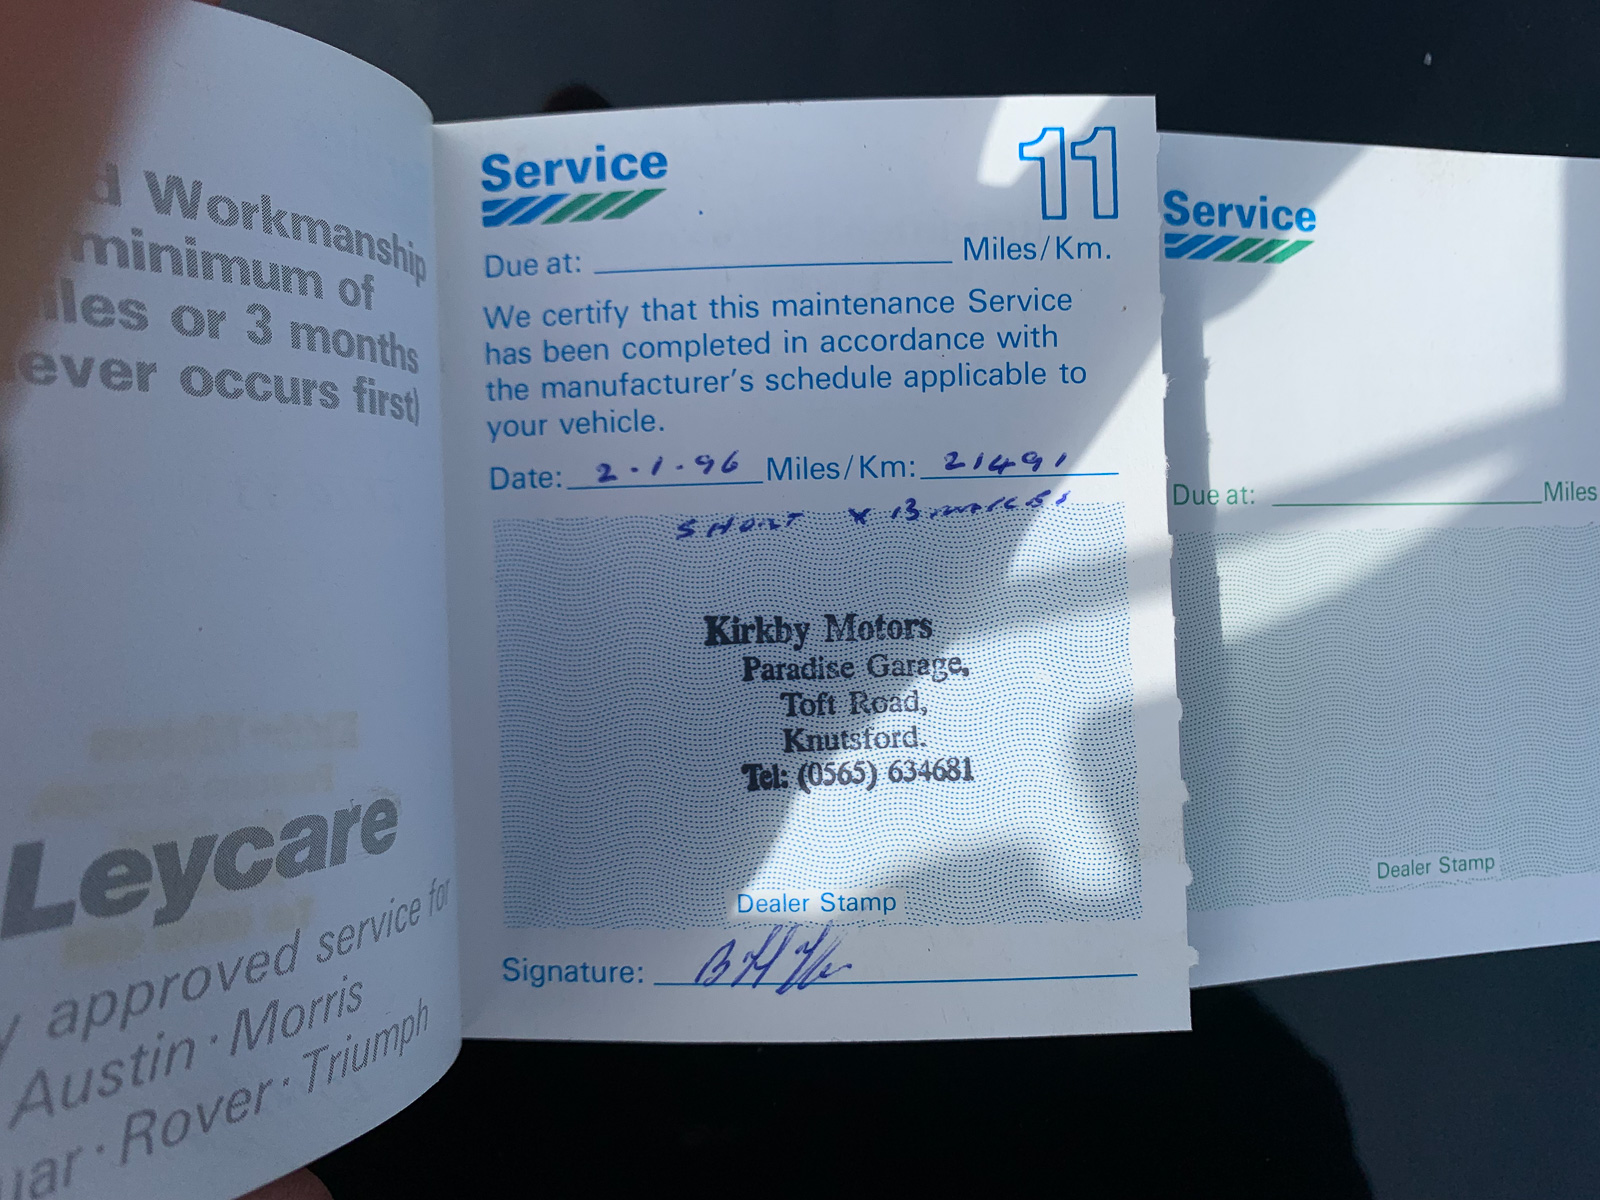 d Workmanship
minimum of
iles or 3 months
ever occurs first)
Leycare
y approved service for
Austin · Morris
uar · Rover · Triumph
Service
11
Due at: Miles/Km.
We certify that this maintenance Service
has been completed in accordance with
the manufacturer's schedule applicable to
your vehicle.
Date: 2·1·96 Miles/Km: 21491
SHORT
Kirkby Motors
Paradise Garage,
Toft Road,
Knutsford.
Tel: (0565) 634681
Dealer Stamp
Signature:
Service
Due at: Miles
Dealer Stamp